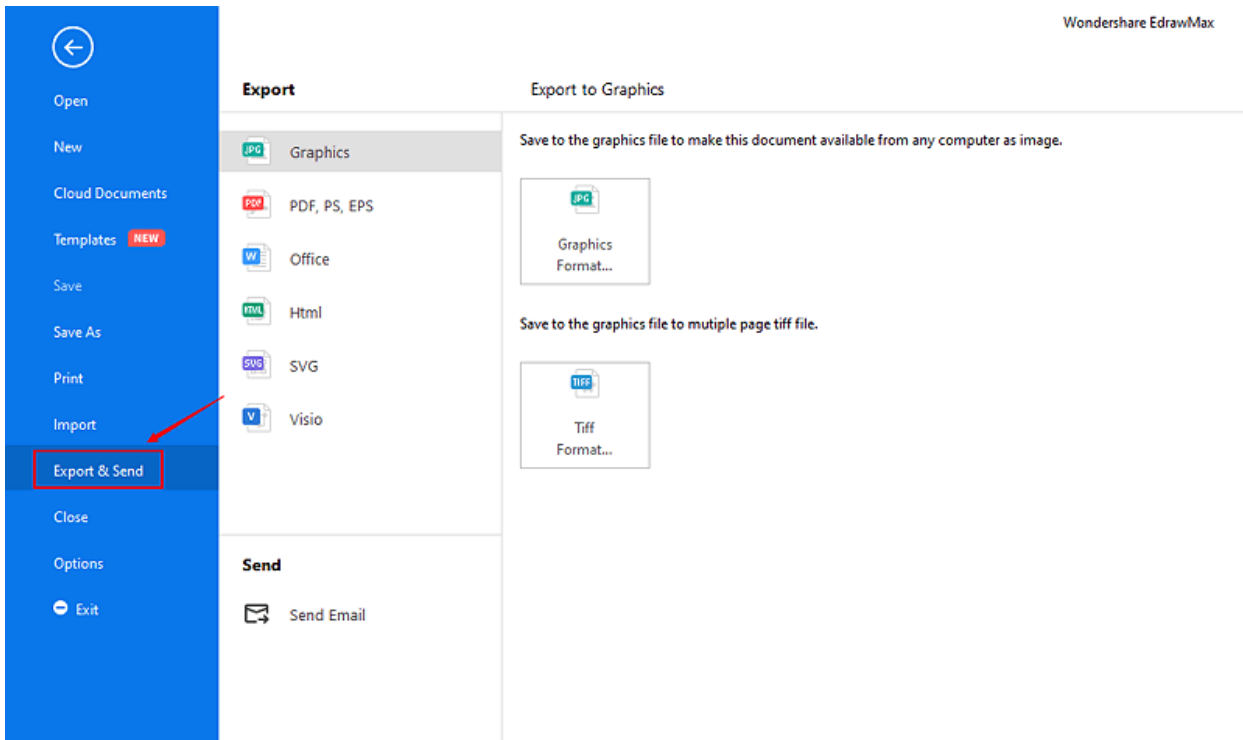 Wondershare EdrawMax
Open
New
Cloud Documents
Templates NEW
Save
Save As
Print
Import
Export & Send
Close
Options
Exit
Export
JPG Graphics
PDF PDF, PS, EPS
W Office
HTML Html
SVG SVG
V Visio
Send
Send Email
Export to Graphics
Save to the graphics file to make this document available from any computer as image.
JPG
Graphics
Format...
Save to the graphics file to mutiple page tiff file.
TIFF
Tiff
Format...